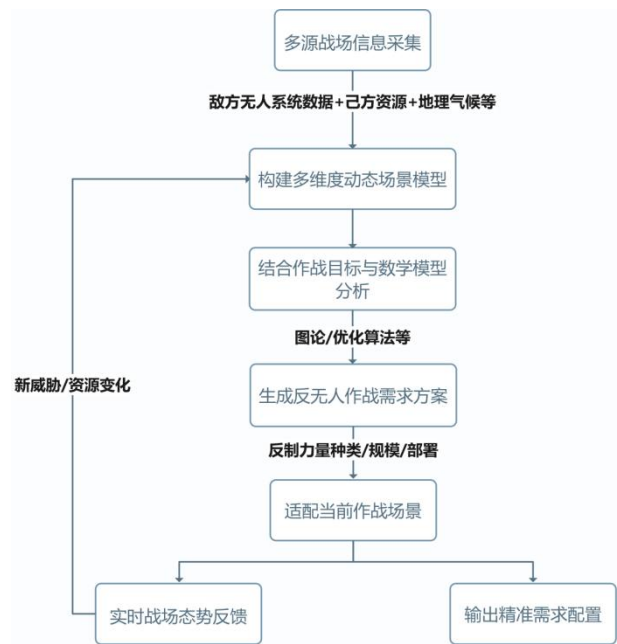 多源战场信息采集
敌方无人系统数据+己方资源+地理气候等
构建多维度动态场景模型
结合作战目标与数学模型
分析
图论/优化算法等
生成反无人作战需求方案
新威胁/资源变化
反制力量种类/规模/部署
适配当前作战场景
实时战场态势反馈
输出精准需求配置